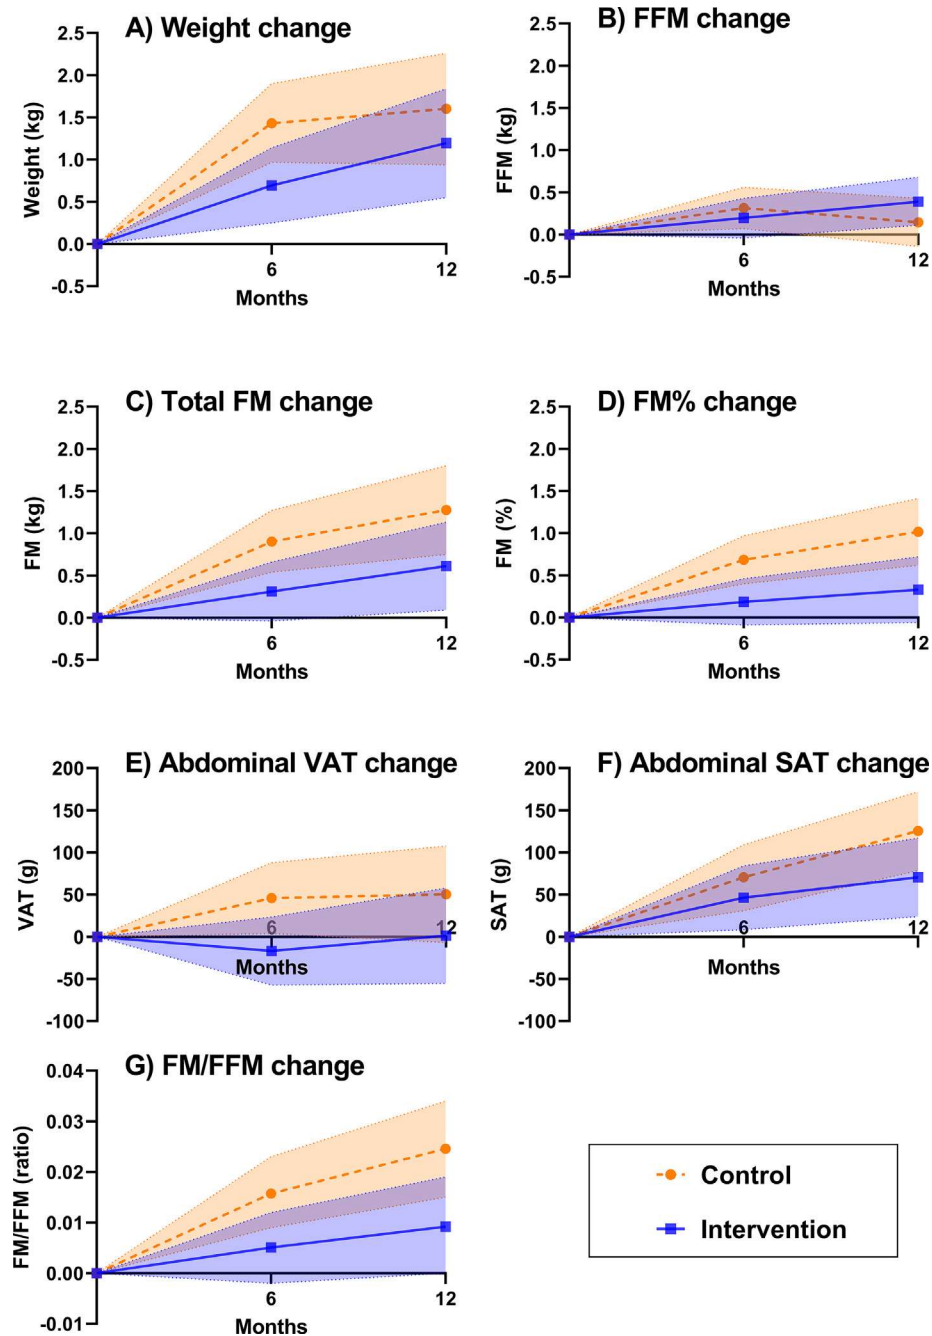 A) Weight change
2.5
2.0
1.5
1.0
0.5
0.0
-0.5
Weight (kg)
6
12
Months
B) FFM change
2.5
2.0
1.5
1.0
0.5
0.0
-0.5
FFM (kg)
6
12
Months
C) Total FM change
2.5
2.0
1.5
1.0
0.5
0.0
-0.5
FM (kg)
6
12
Months
D) FM% change
2.5
2.0
1.5
1.0
0.5
0.0
-0.5
FM (%)
6
12
Months
E) Abdominal VAT change
200
150
100
50
0
-50
-100
VAT (g)
6
12
Months
F) Abdominal SAT change
200
150
100
50
0
-50
-100
SAT (g)
6
12
Months
G) FM/FFM change
0.04
0.03
0.02
0.01
0.00
-0.01
FM/FFM (ratio)
6
12
Months
Control
Intervention